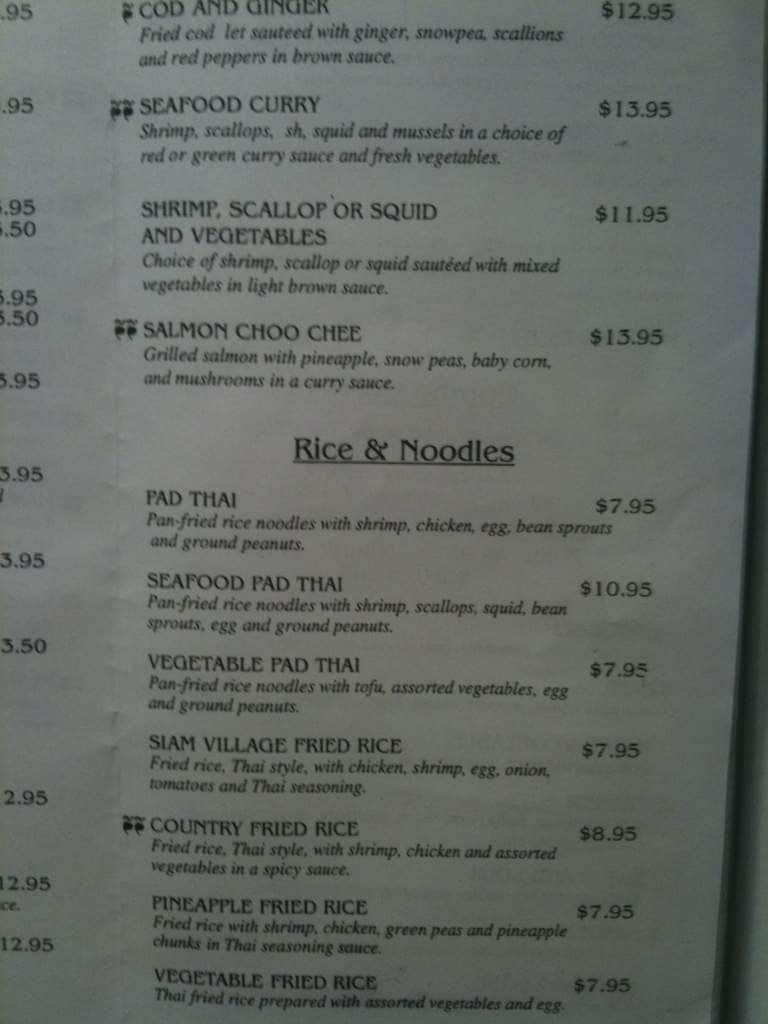 .95
COD AND GINGER $12.95
Fried cod let sauteed with ginger, snowpea, scallions
and red peppers in brown sauce.
.95
SEAFOOD CURRY $13.95
Shrimp, scallops, sh, squid and mussels in a choice of
red or green curry sauce and fresh vegetables.
.95
.50
SHRIMP, SCALLOP OR SQUID $11.95
AND VEGETABLES
Choice of shrimp, scallop or squid sautéed with mixed
vegetables in light brown sauce.
5.95
5.50
SALMON CHOO CHEE $13.95
Grilled salmon with pineapple, snow peas, baby corn,
and mushrooms in a curry sauce.
5.95
Rice & Noodles
3.95
PAD THAI $7.95
Pan-fried rice noodles with shrimp, chicken, egg, bean sprouts
and ground peanuts.
3.95
SEAFOOD PAD THAI $10.95
Pan-fried rice noodles with shrimp, scallops, squid, bean
sprouts, egg and ground peanuts.
3.50
VEGETABLE PAD THAI $7.95
Pan-fried rice noodles with tofu, assorted vegetables, egg
and ground peanuts.
SIAM VILLAGE FRIED RICE $7.95
Fried rice, Thai style, with chicken, shrimp, egg, onion,
tomatoes and Thai seasoning.
2.95
COUNTRY FRIED RICE $8.95
Fried rice, Thai style, with shrimp, chicken and assorted
vegetables in a spicy sauce.
12.95
ce.
PINEAPPLE FRIED RICE $7.95
Fried rice with shrimp, chicken, green peas and pineapple
chunks in Thai seasoning sauce.
12.95
VEGETABLE FRIED RICE $7.95
Thai fried rice prepared with assorted vegetables and egg.